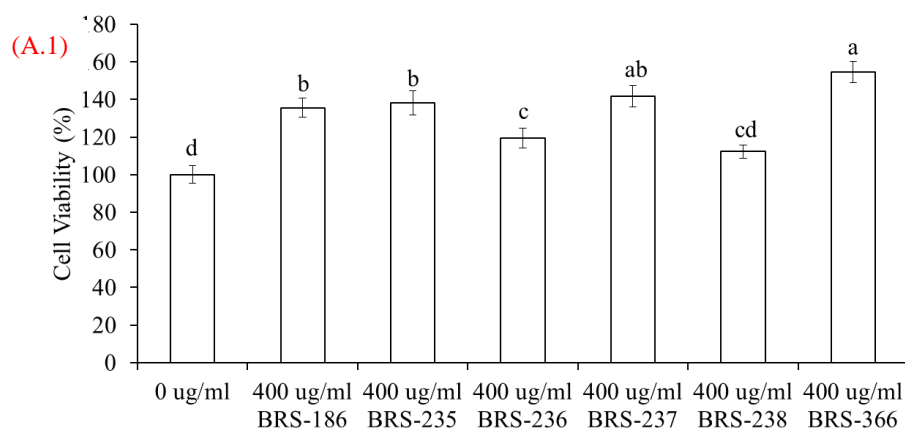 (A.1)
Cell Viability (%)
80
60
140
120
100
80
60
40
20
0
d
b
b
c
ab
cd
a
0 ug/ml
400 ug/ml
BRS-186
400 ug/ml
BRS-235
400 ug/ml
BRS-236
400 ug/ml
BRS-237
400 ug/ml
BRS-238
400 ug/ml
BRS-366